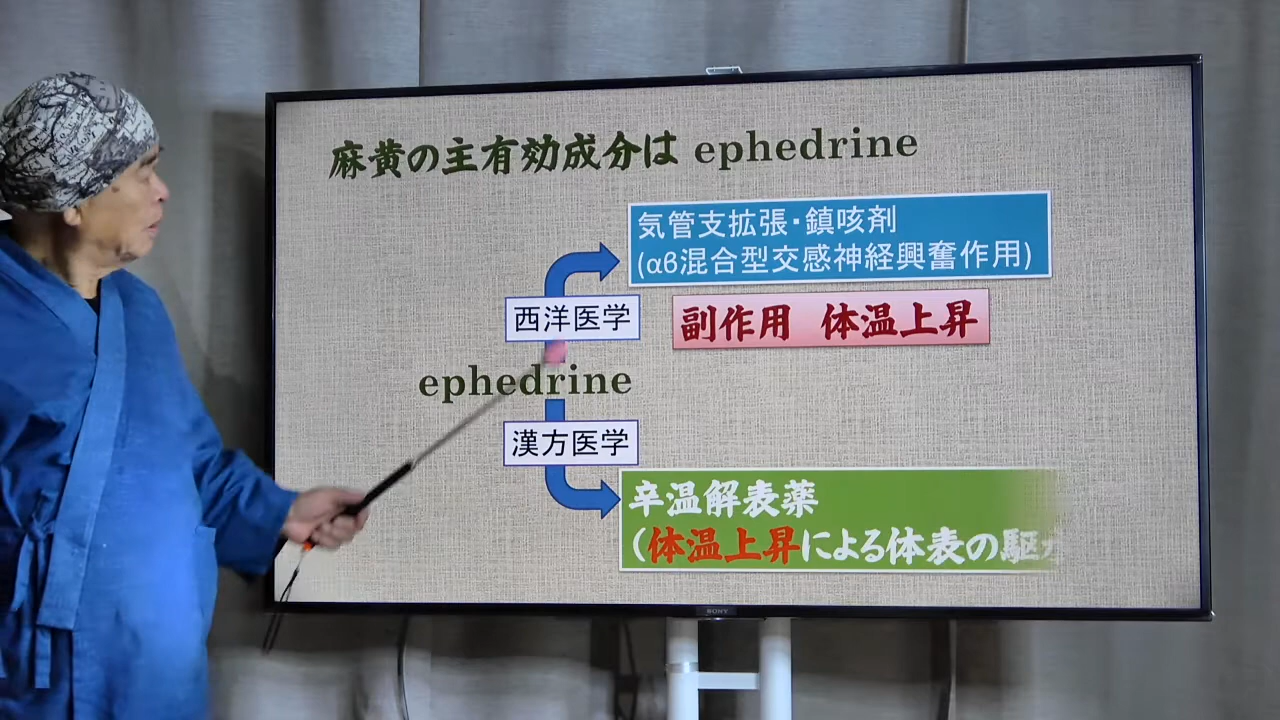 麻黄の主有効成分は ephedrine
気管支拡張・鎮咳剤
(αβ混合型交感神経興奮作用)
西洋医学
副作用 体温上昇
ephedrine
漢方医学
辛温解表薬
(体温上昇による体表の駆
SONY